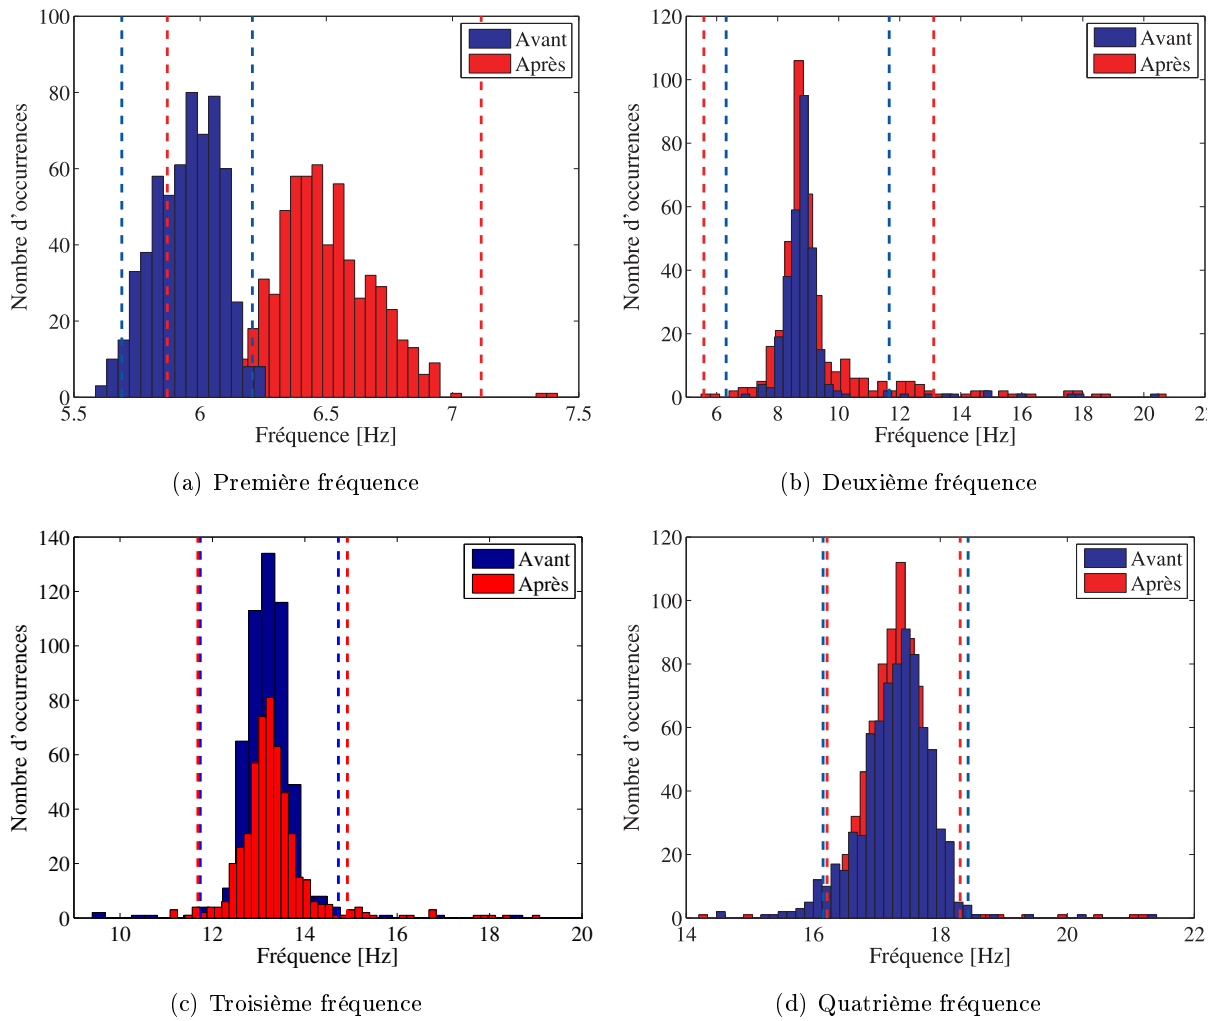 100
80
60
40
20
0
5.5
6
6.5
7
7.5
Nombre d'occurrences
Fréquence [Hz]
Avant
Après
(a) Première fréquence
120
100
80
60
40
20
0
6
8
10
12
14
16
18
20
22
Nombre d'occurrences
Fréquence [Hz]
Avant
Après
(b) Deuxième fréquence
140
120
100
80
60
40
20
0
10
12
14
16
18
20
Nombre d'occurrences
Fréquence [Hz]
Avant
Après
(c) Troisième fréquence
120
100
80
60
40
20
0
14
16
18
20
22
Nombre d'occurrences
Fréquence [Hz]
Avant
Après
(d) Quatrième fréquence